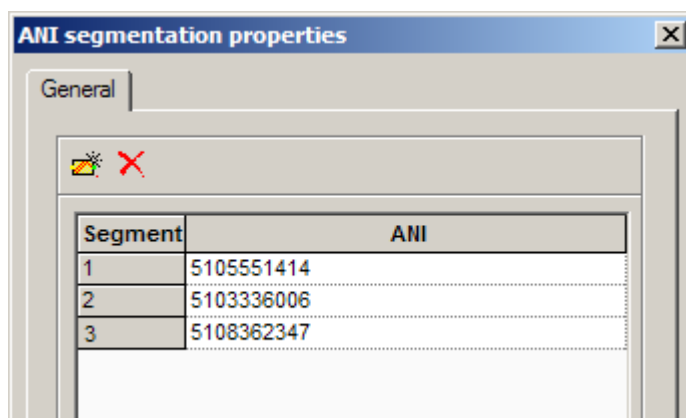 ANI segmentation properties
General
Segment ANI
1 5105551414
2 5103336006
3 5108362347